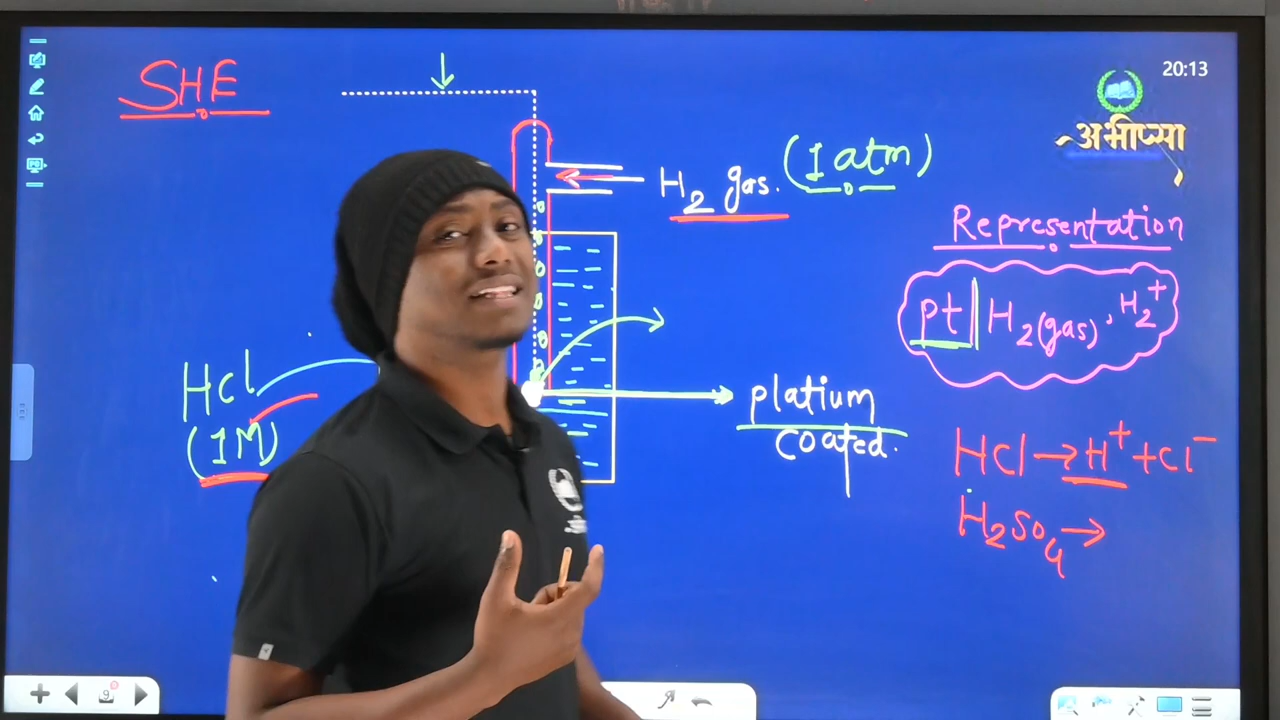 SHE
20:13
अभीप्सा
H2 gas. (1 atm)
Representation
pt | H2(gas), H2+
HCl
(1M)
platium
coated.
HCl → H+ + Cl−
H2SO4 →
9